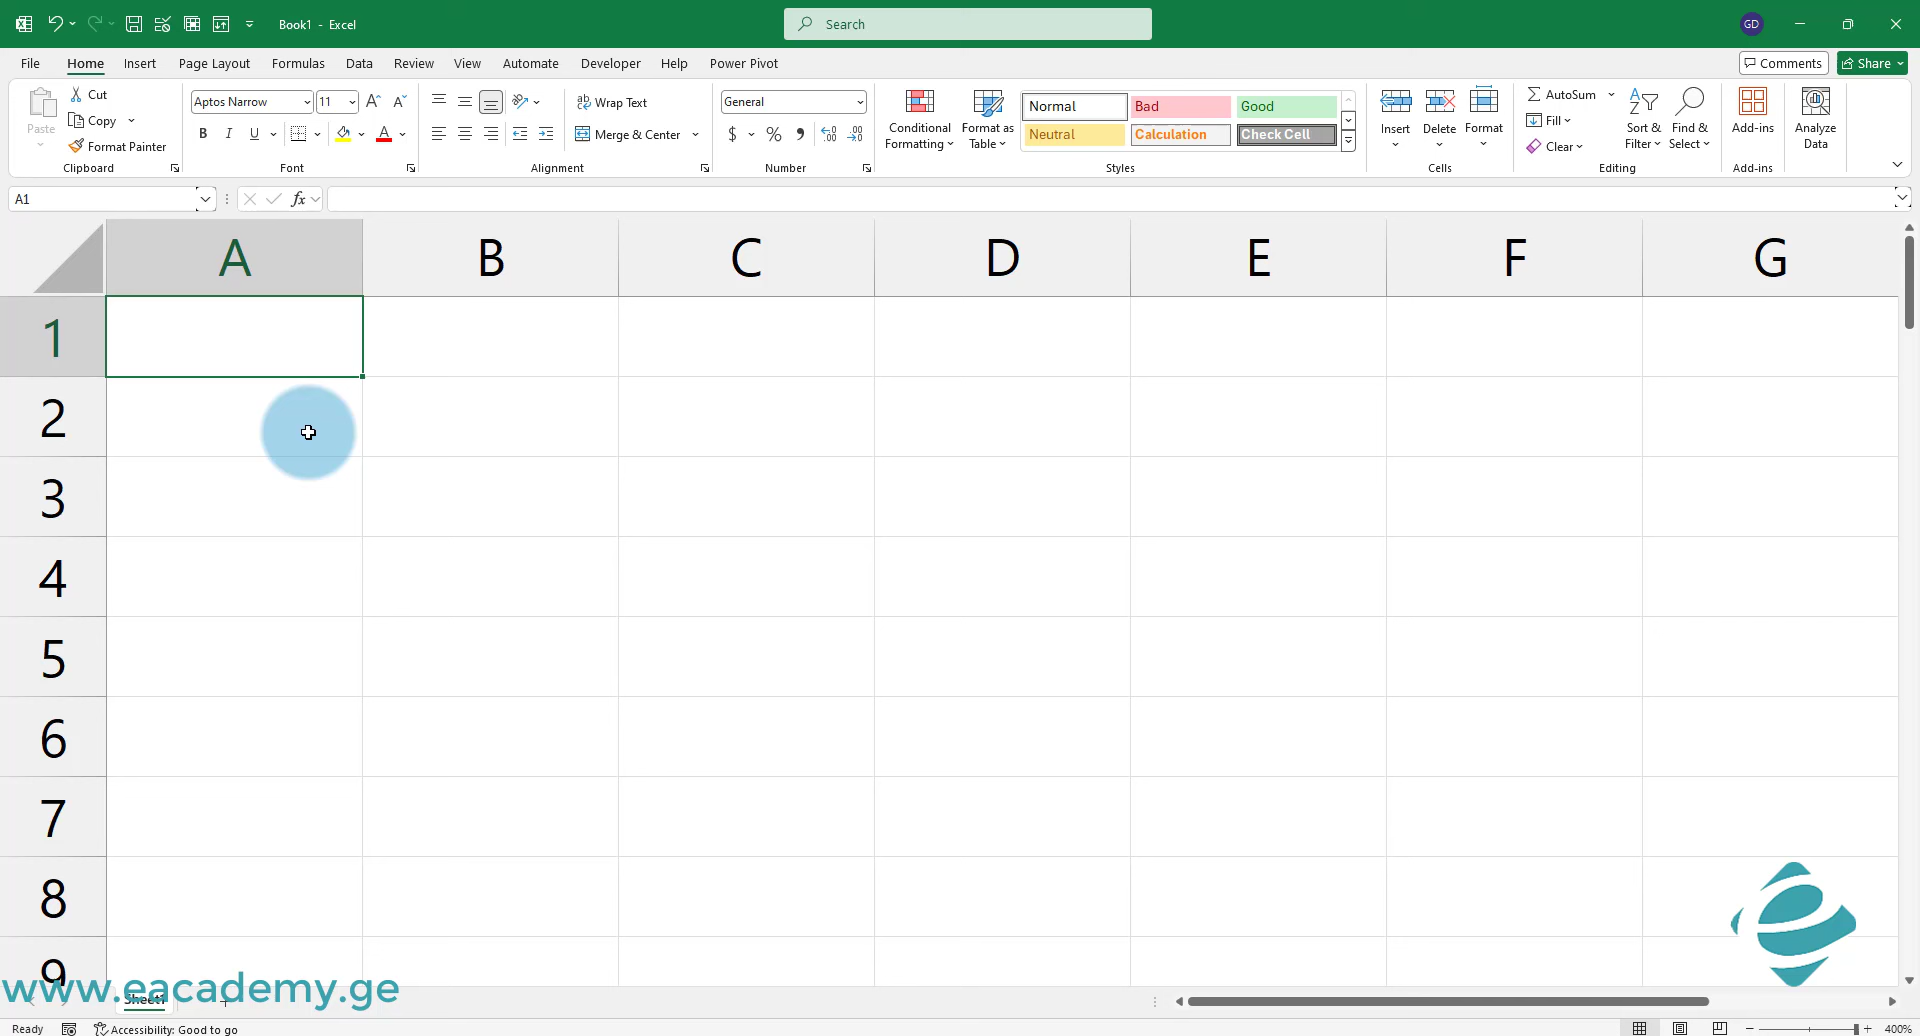 Book1 - Excel
Search
GD
File Home Insert Page Layout Formulas Data Review View Automate Developer Help Power Pivot
Comments Share
Paste
Cut
Copy
Format Painter
Clipboard
Aptos Narrow 11
B I U
Font
Wrap Text
Merge & Center
Alignment
General
$ % 9
Number
Conditional Formatting
Format as Table
Normal Bad Good
Neutral Calculation Check Cell
Styles
Insert Delete Format
Cells
AutoSum
Fill
Clear
Sort & Filter
Find & Select
Editing
Add-ins
Add-ins
Analyze Data
A1
fx
A B C D E F G
1
2
3
4
5
6
7
8
9
www.eacademy.ge
Sheet1
Ready
Accessibility: Good to go
400%